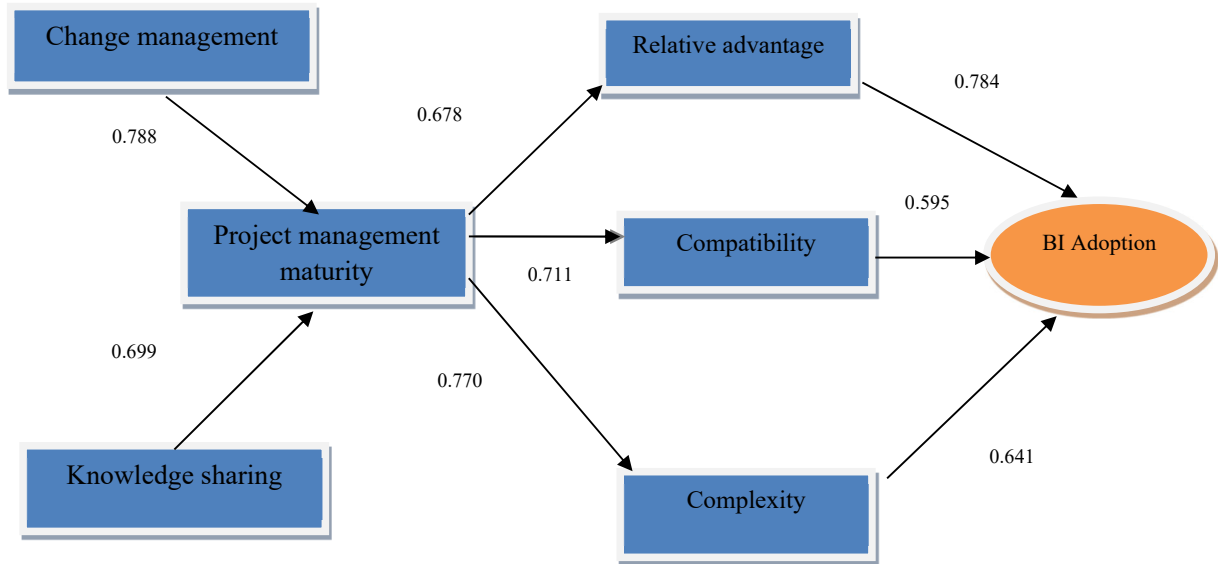 Change management
Relative advantage
0.784
0.678
0.788
0.595
Project management
maturity
Compatibility
BI Adoption
0.711
0.699
0.770
0.641
Knowledge sharing
Complexity